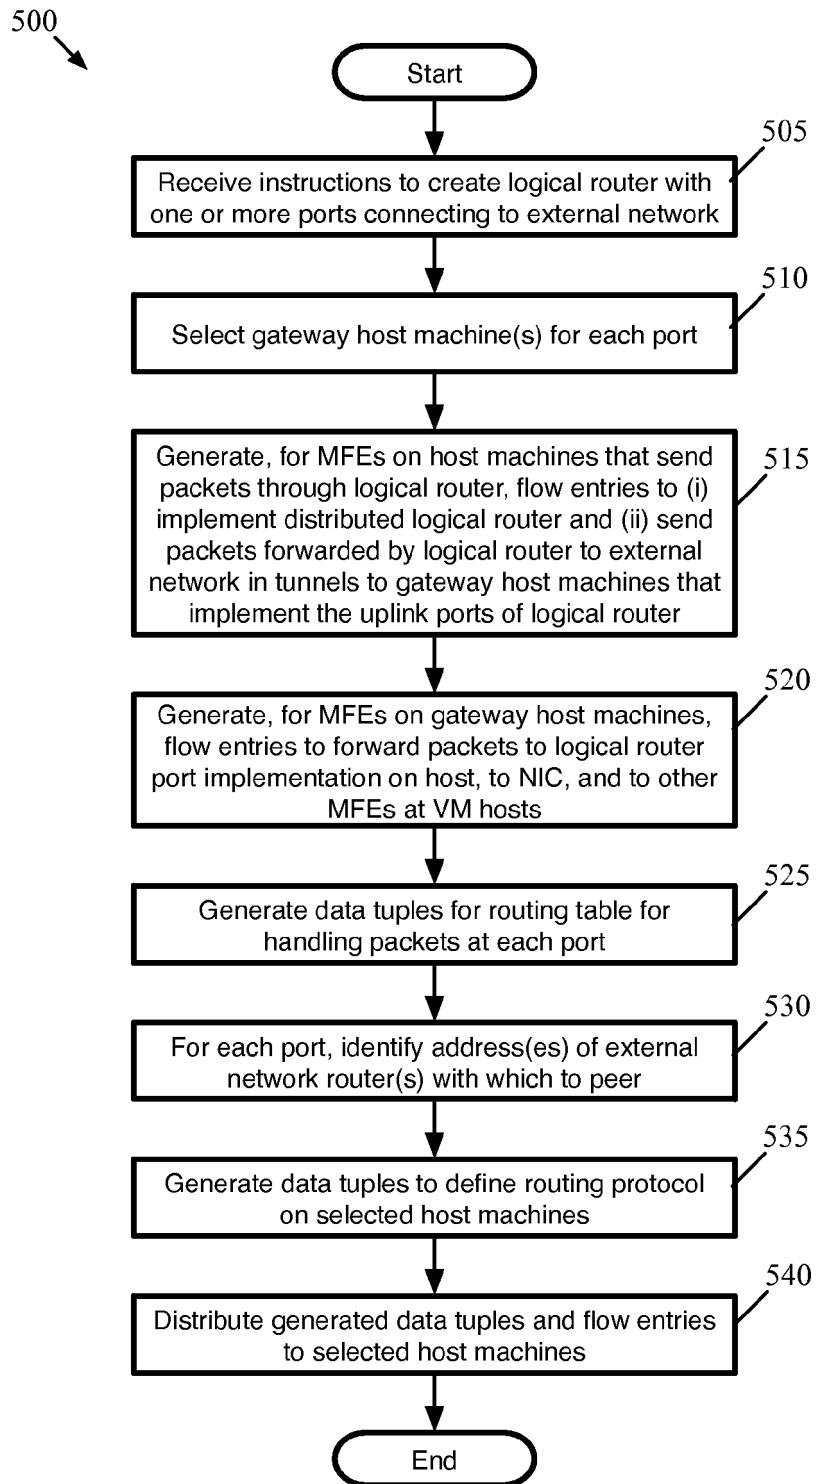 500
Start
505
Receive instructions to create logical router with
one or more ports connecting to external network
510
Select gateway host machine(s) for each port
515
Generate, for MFEs on host machines that send
packets through logical router, flow entries to (i)
implement distributed logical router and (ii) send
packets forwarded by logical router to external
network in tunnels to gateway host machines that
implement the uplink ports of logical router
520
Generate, for MFEs on gateway host machines,
flow entries to forward packets to logical router
port implementation on host, to NIC, and to other
MFEs at VM hosts
525
Generate data tuples for routing table for
handling packets at each port
530
For each port, identify address(es) of external
network router(s) with which to peer
535
Generate data tuples to define routing protocol
on selected host machines
540
Distribute generated data tuples and flow entries
to selected host machines
End